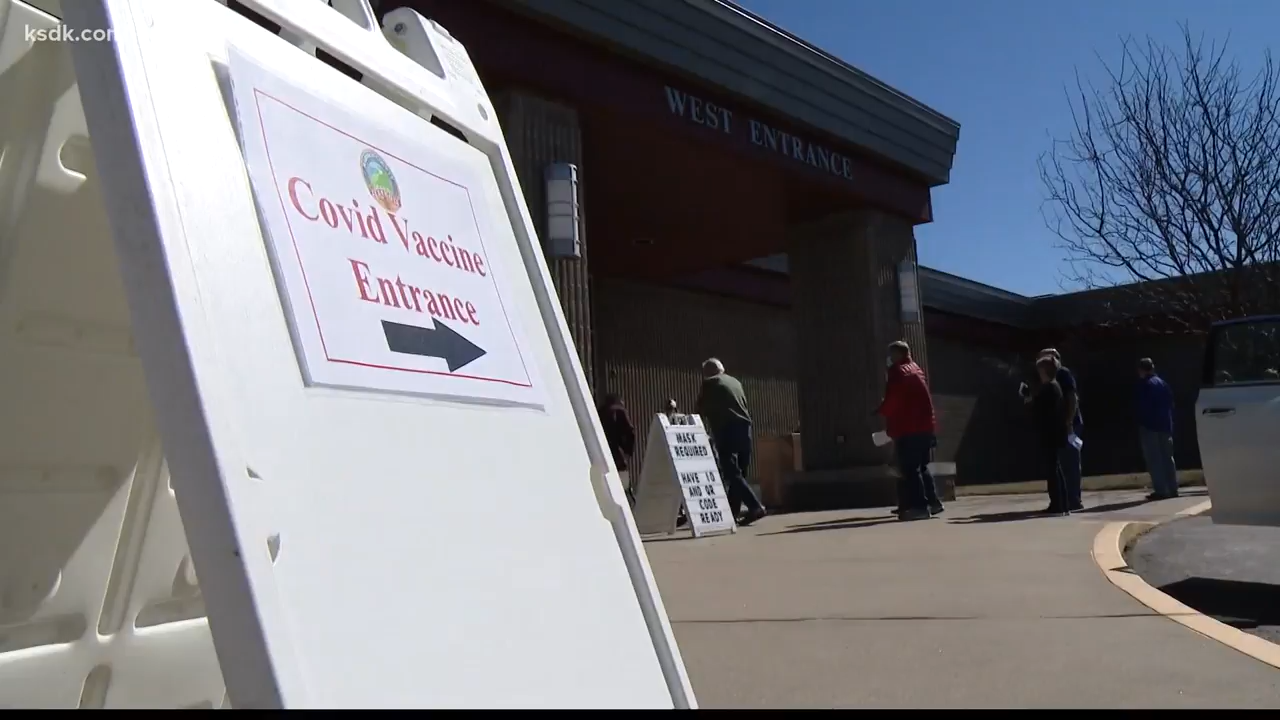 ksdk.com
WEST ENTRANCE
Covid Vaccine
Entrance
MASK
REQUIRED
HAVE ID
AND QR
CODE
READY